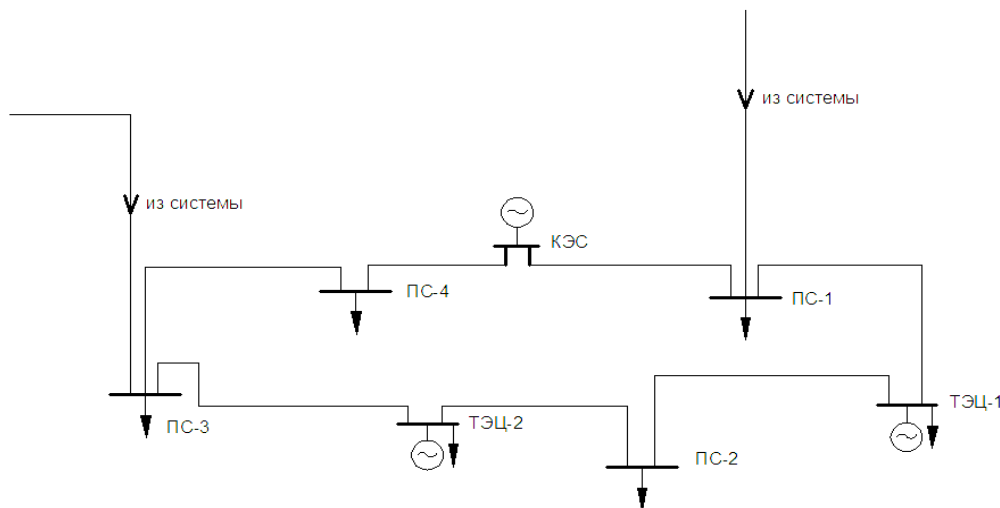 из системы
из системы
КЭС
ПС-4
ПС-1
ТЭЦ-1
ТЭЦ-2
ПС-3
ПС-2